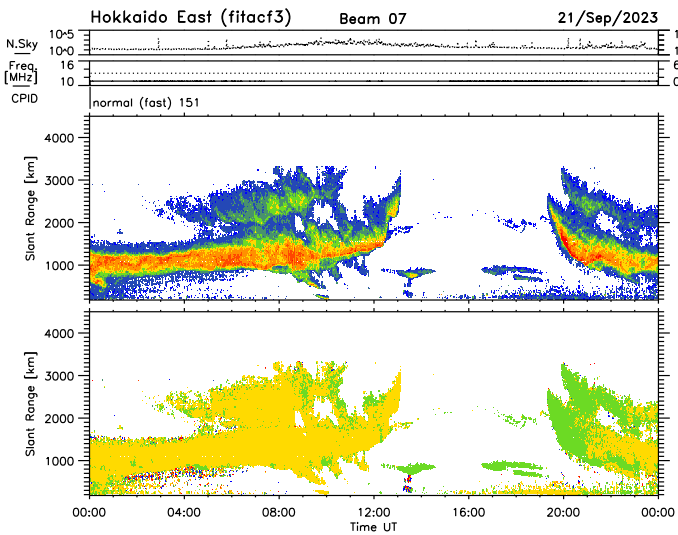 Hokkaido East (fitacf3) Beam 07 21/Sep/2023
N.Sky 10^5 10^0 1 1
Freq. [MHz] 16 10 6 0
CPID normal (fast) 151
Slant Range [km] 4000 3000 2000 1000
Slant Range [km] 4000 3000 2000 1000
00:00 04:00 08:00 12:00 16:00 20:00 00:00
Time UT